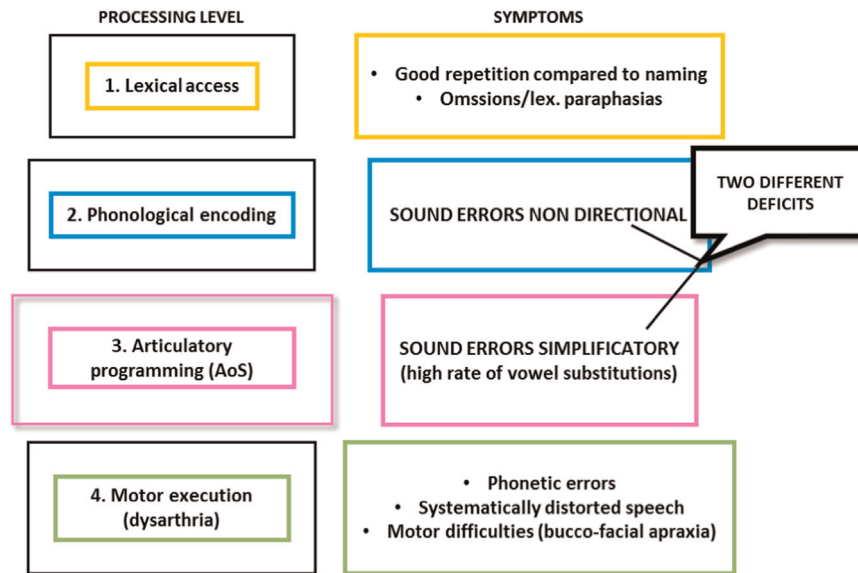 PROCESSING LEVEL
SYMPTOMS
1. Lexical access
• Good repetition compared to naming
• Omssions/lex. paraphasias
TWO DIFFERENT
DEFICITS
2. Phonological encoding
SOUND ERRORS NON DIRECTIONAL
3. Articulatory
programming (AoS)
SOUND ERRORS SIMPLIFICATORY
(high rate of vowel substitutions)
4. Motor execution
(dysarthria)
• Phonetic errors
• Systematically distorted speech
• Motor difficulties (bucco-facial apraxia)